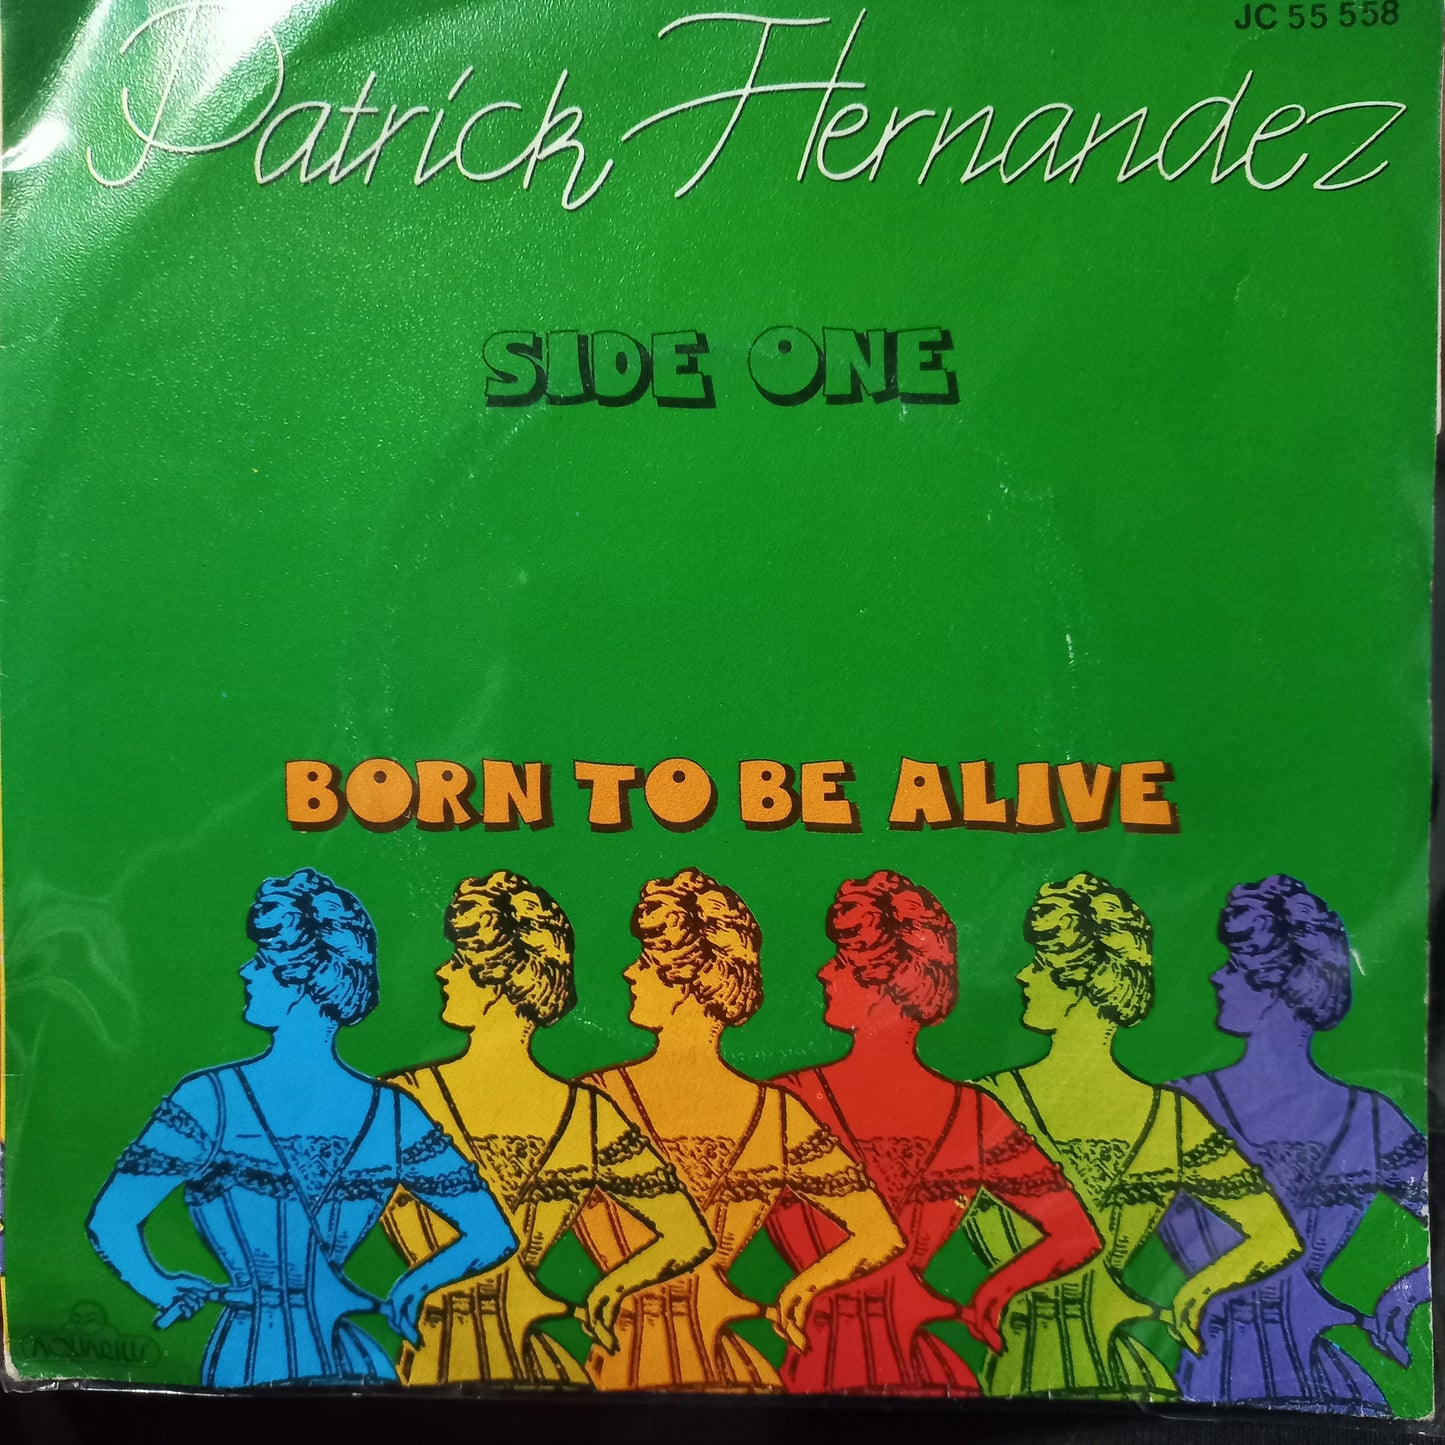 JC 55 558
Patrick Hernandez
SIDE ONE
BORN TO BE ALIVE
AQUARIUS